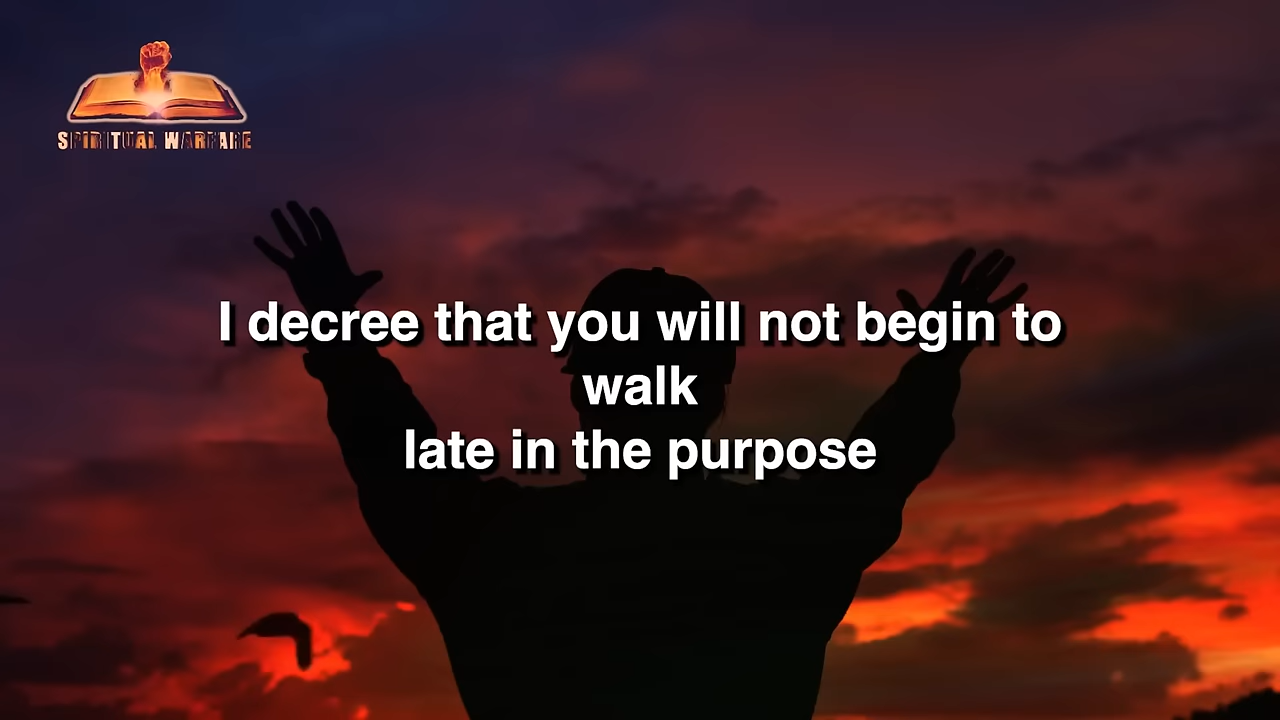 SPIRITUAL WARFARE
I decree that you will not begin to
walk
late in the purpose